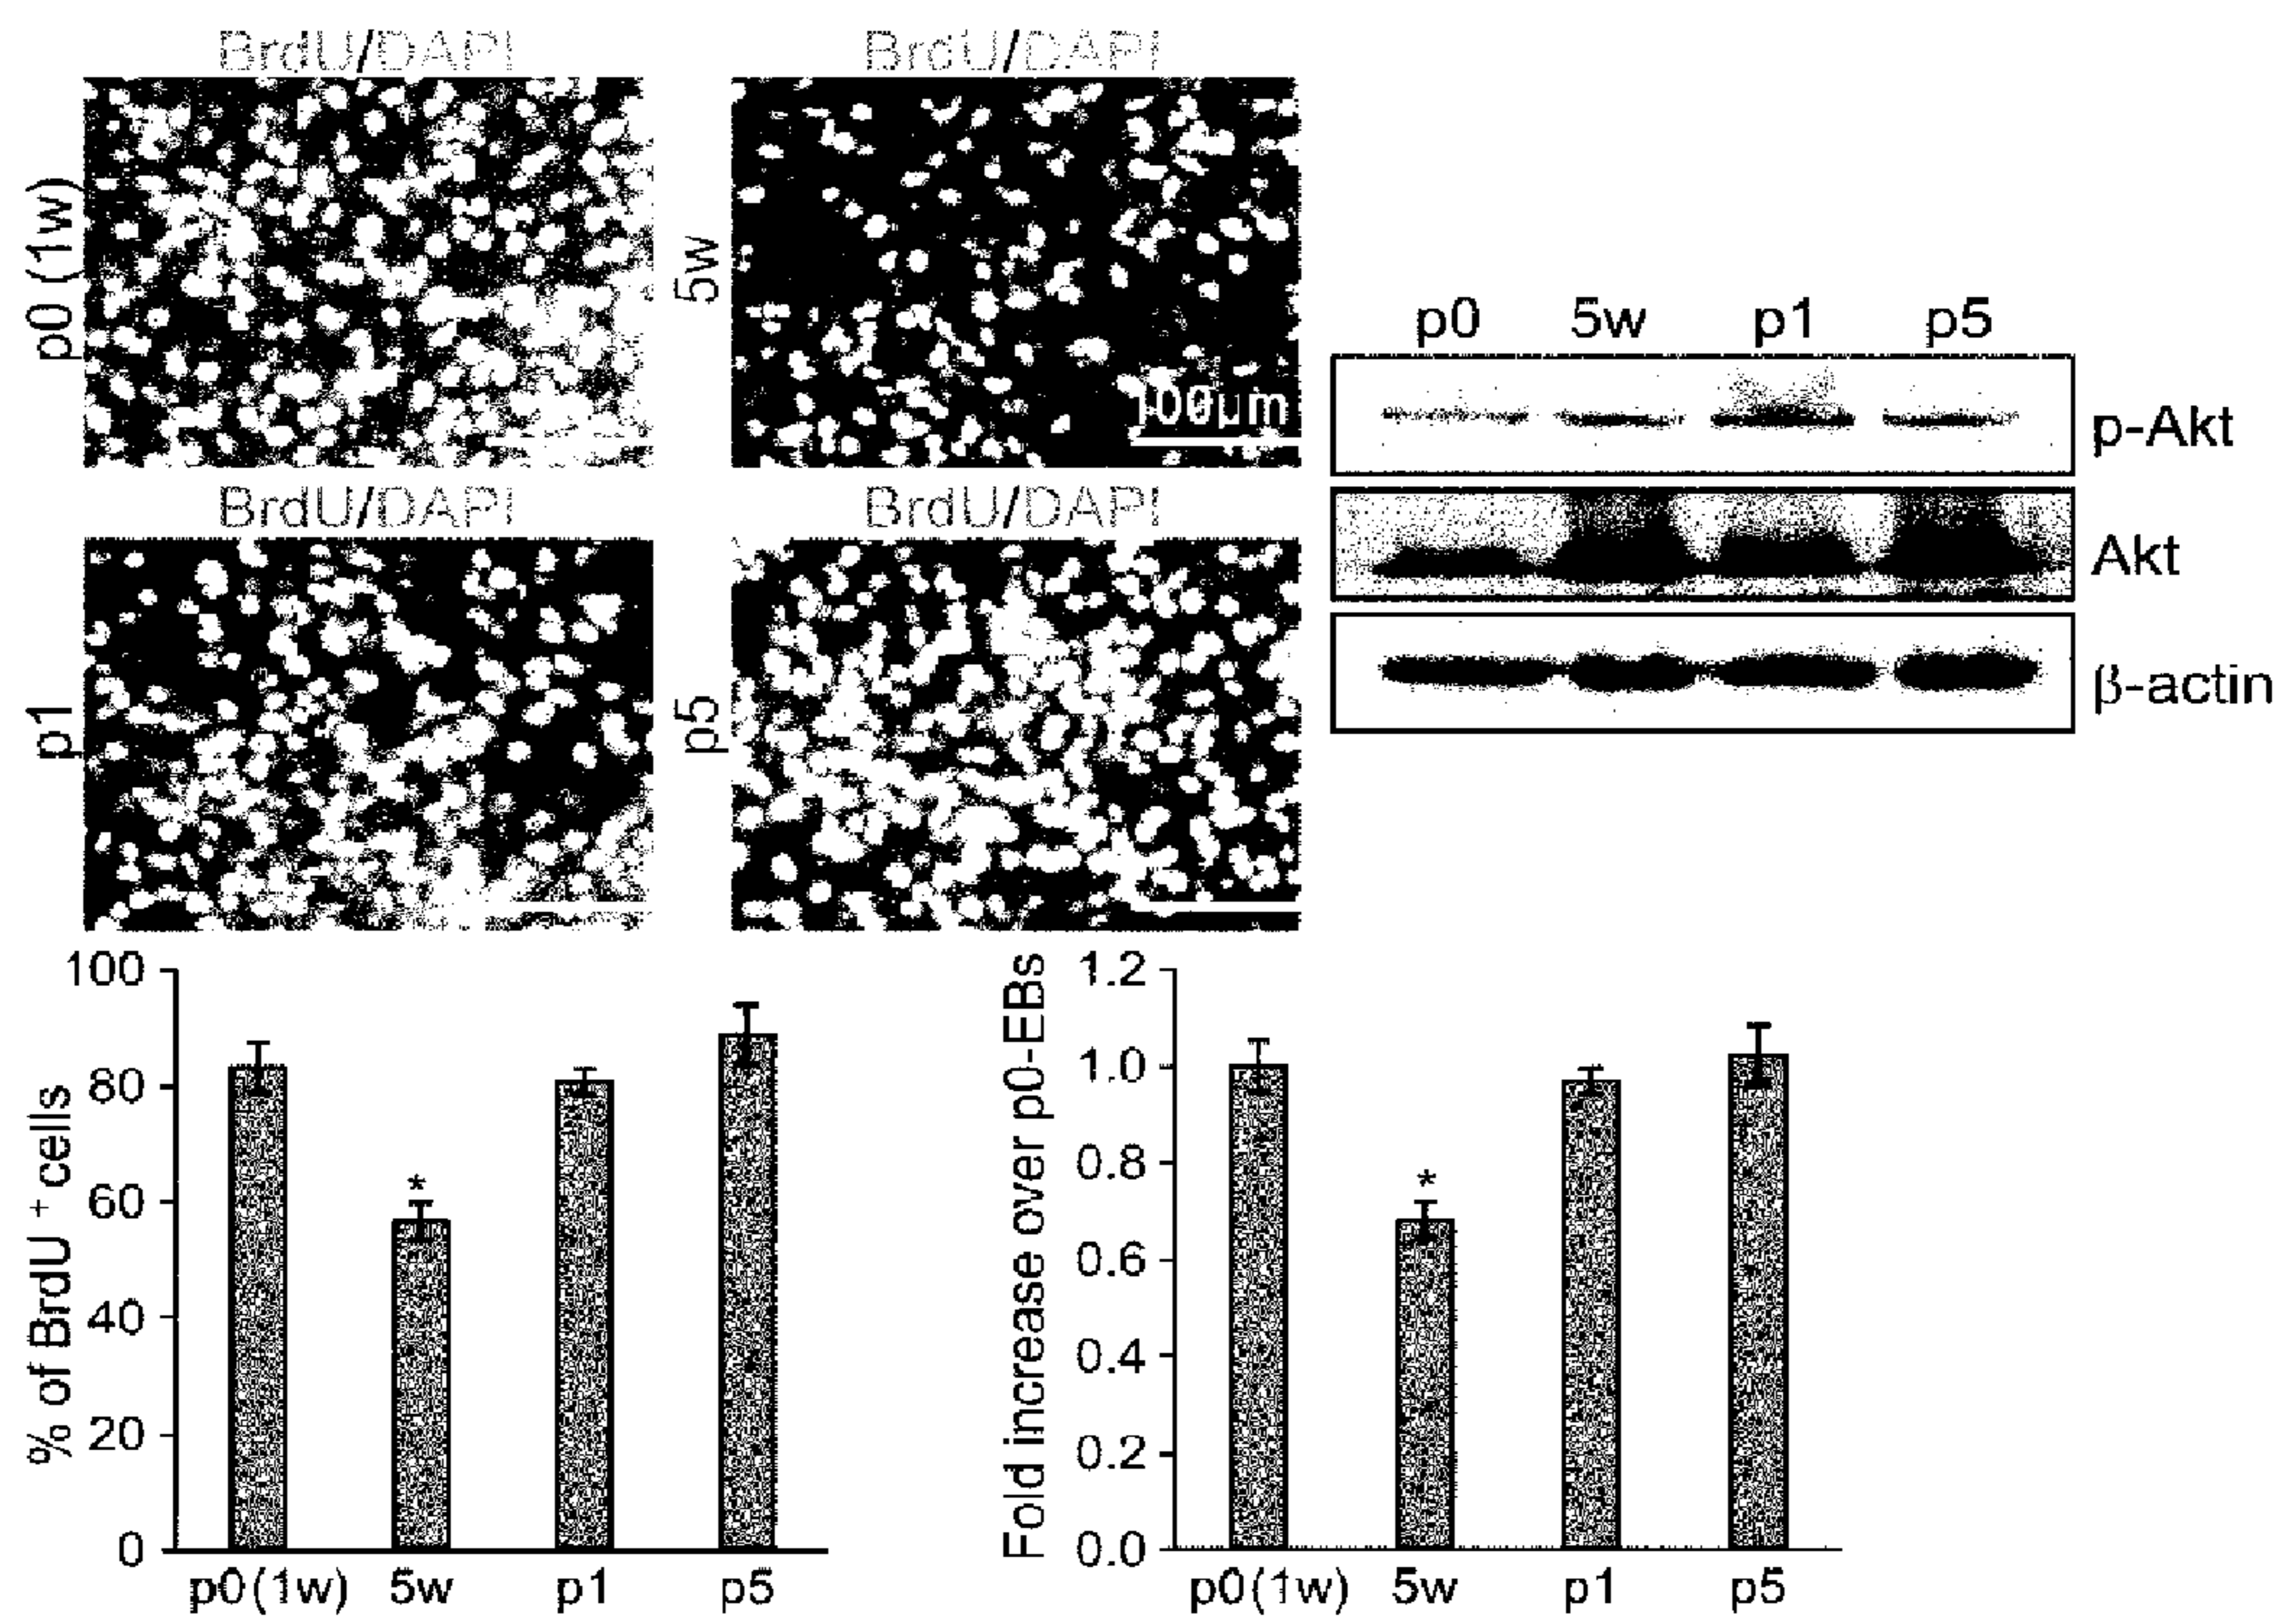 BrdU/DAPI
BrdU/DAPI
p0 (1w)
5w
100µm
BrdU/DAPI
BrdU/DAPI
p1
p5
p0 5w p1 p5
p-Akt
Akt
β-actin
% of BrdU + cells
100
80
60
40
20
0
*
p0(1w) 5w p1 p5
Fold increase over p0-EBs
1.2
1.0
0.8
0.6
0.4
0.2
0.0
*
p0(1w) 5w p1 p5